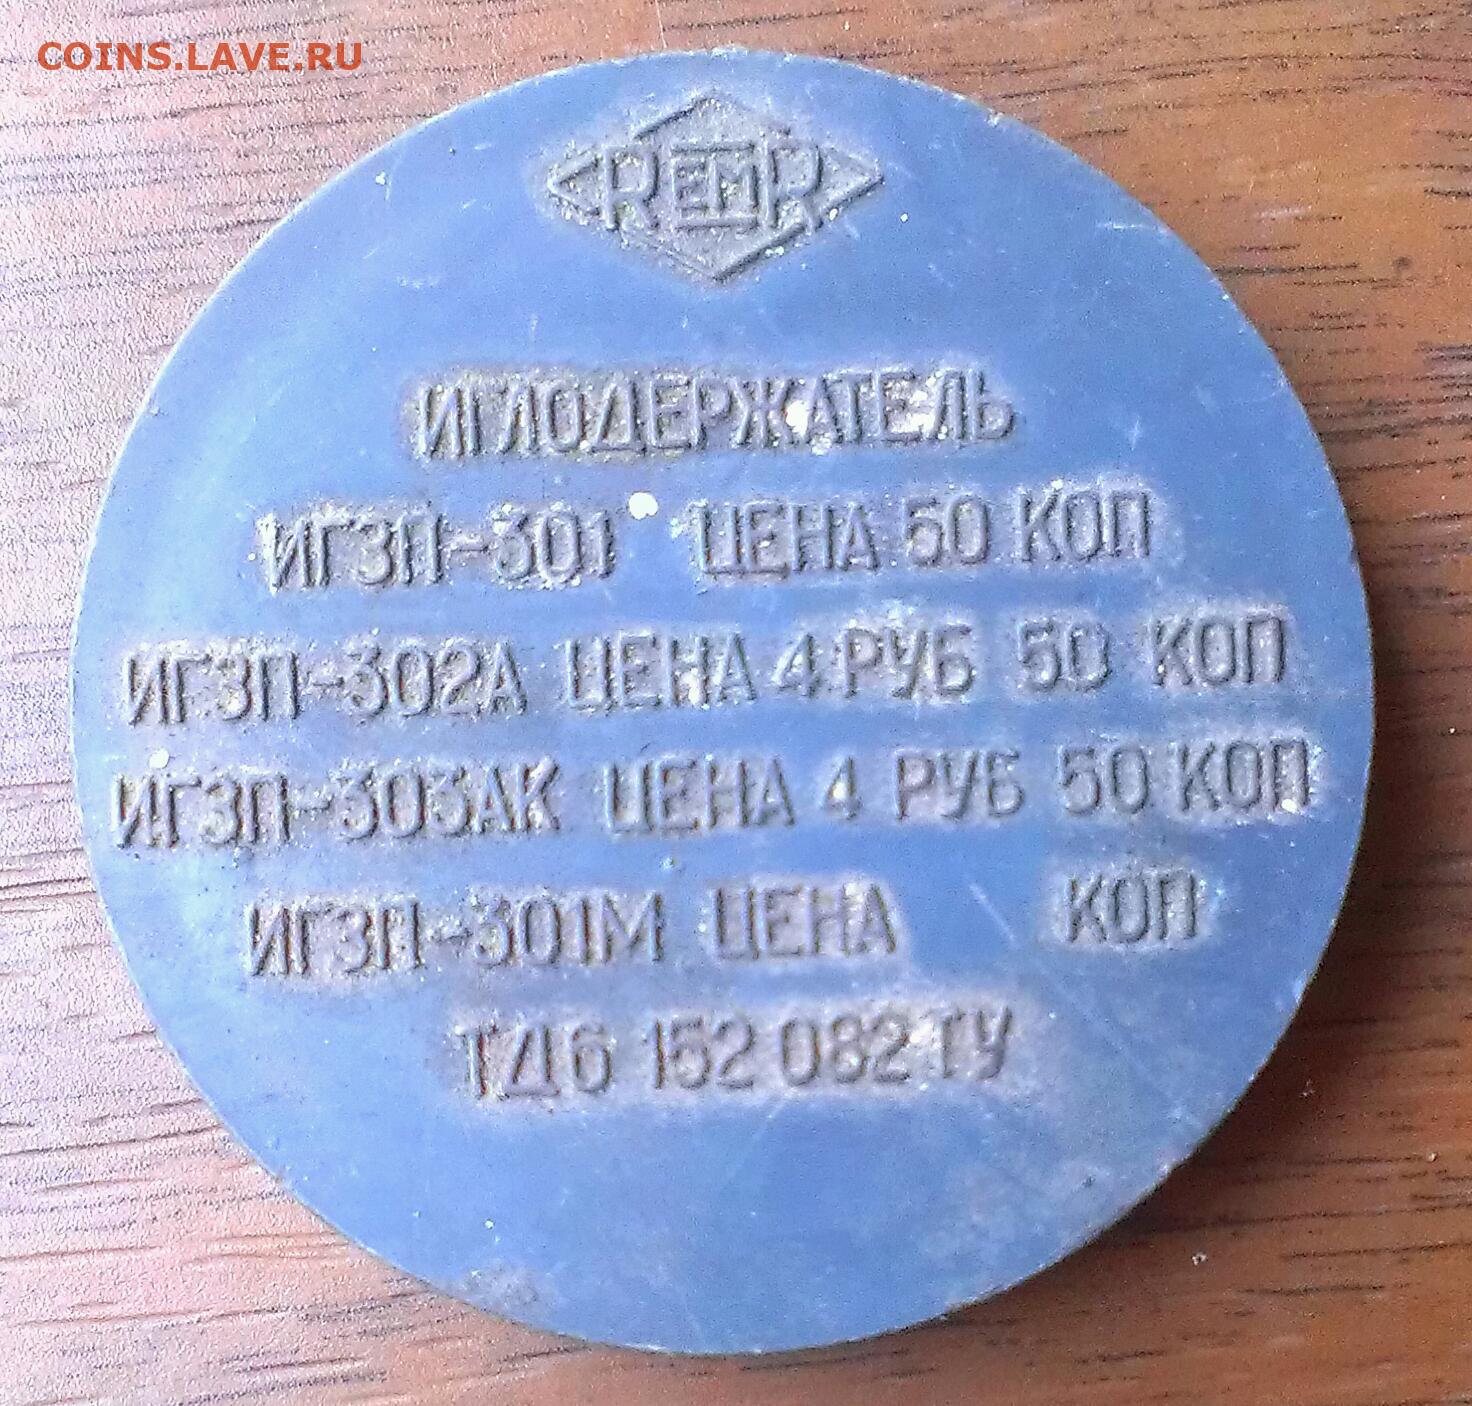 COINS.LAVE.RU
REMR
ИГЛОДЕРЖАТЕЛЬ
ИГЗП-301 ЦЕНА 50 КОП
ИГЗП-302А ЦЕНА 4 РУБ 50 КОП
ИГЗП-303АК ЦЕНА 4 РУБ 50 КОП
ИГЗП-301М ЦЕНА КОП
ТД6 152 082 ТУ